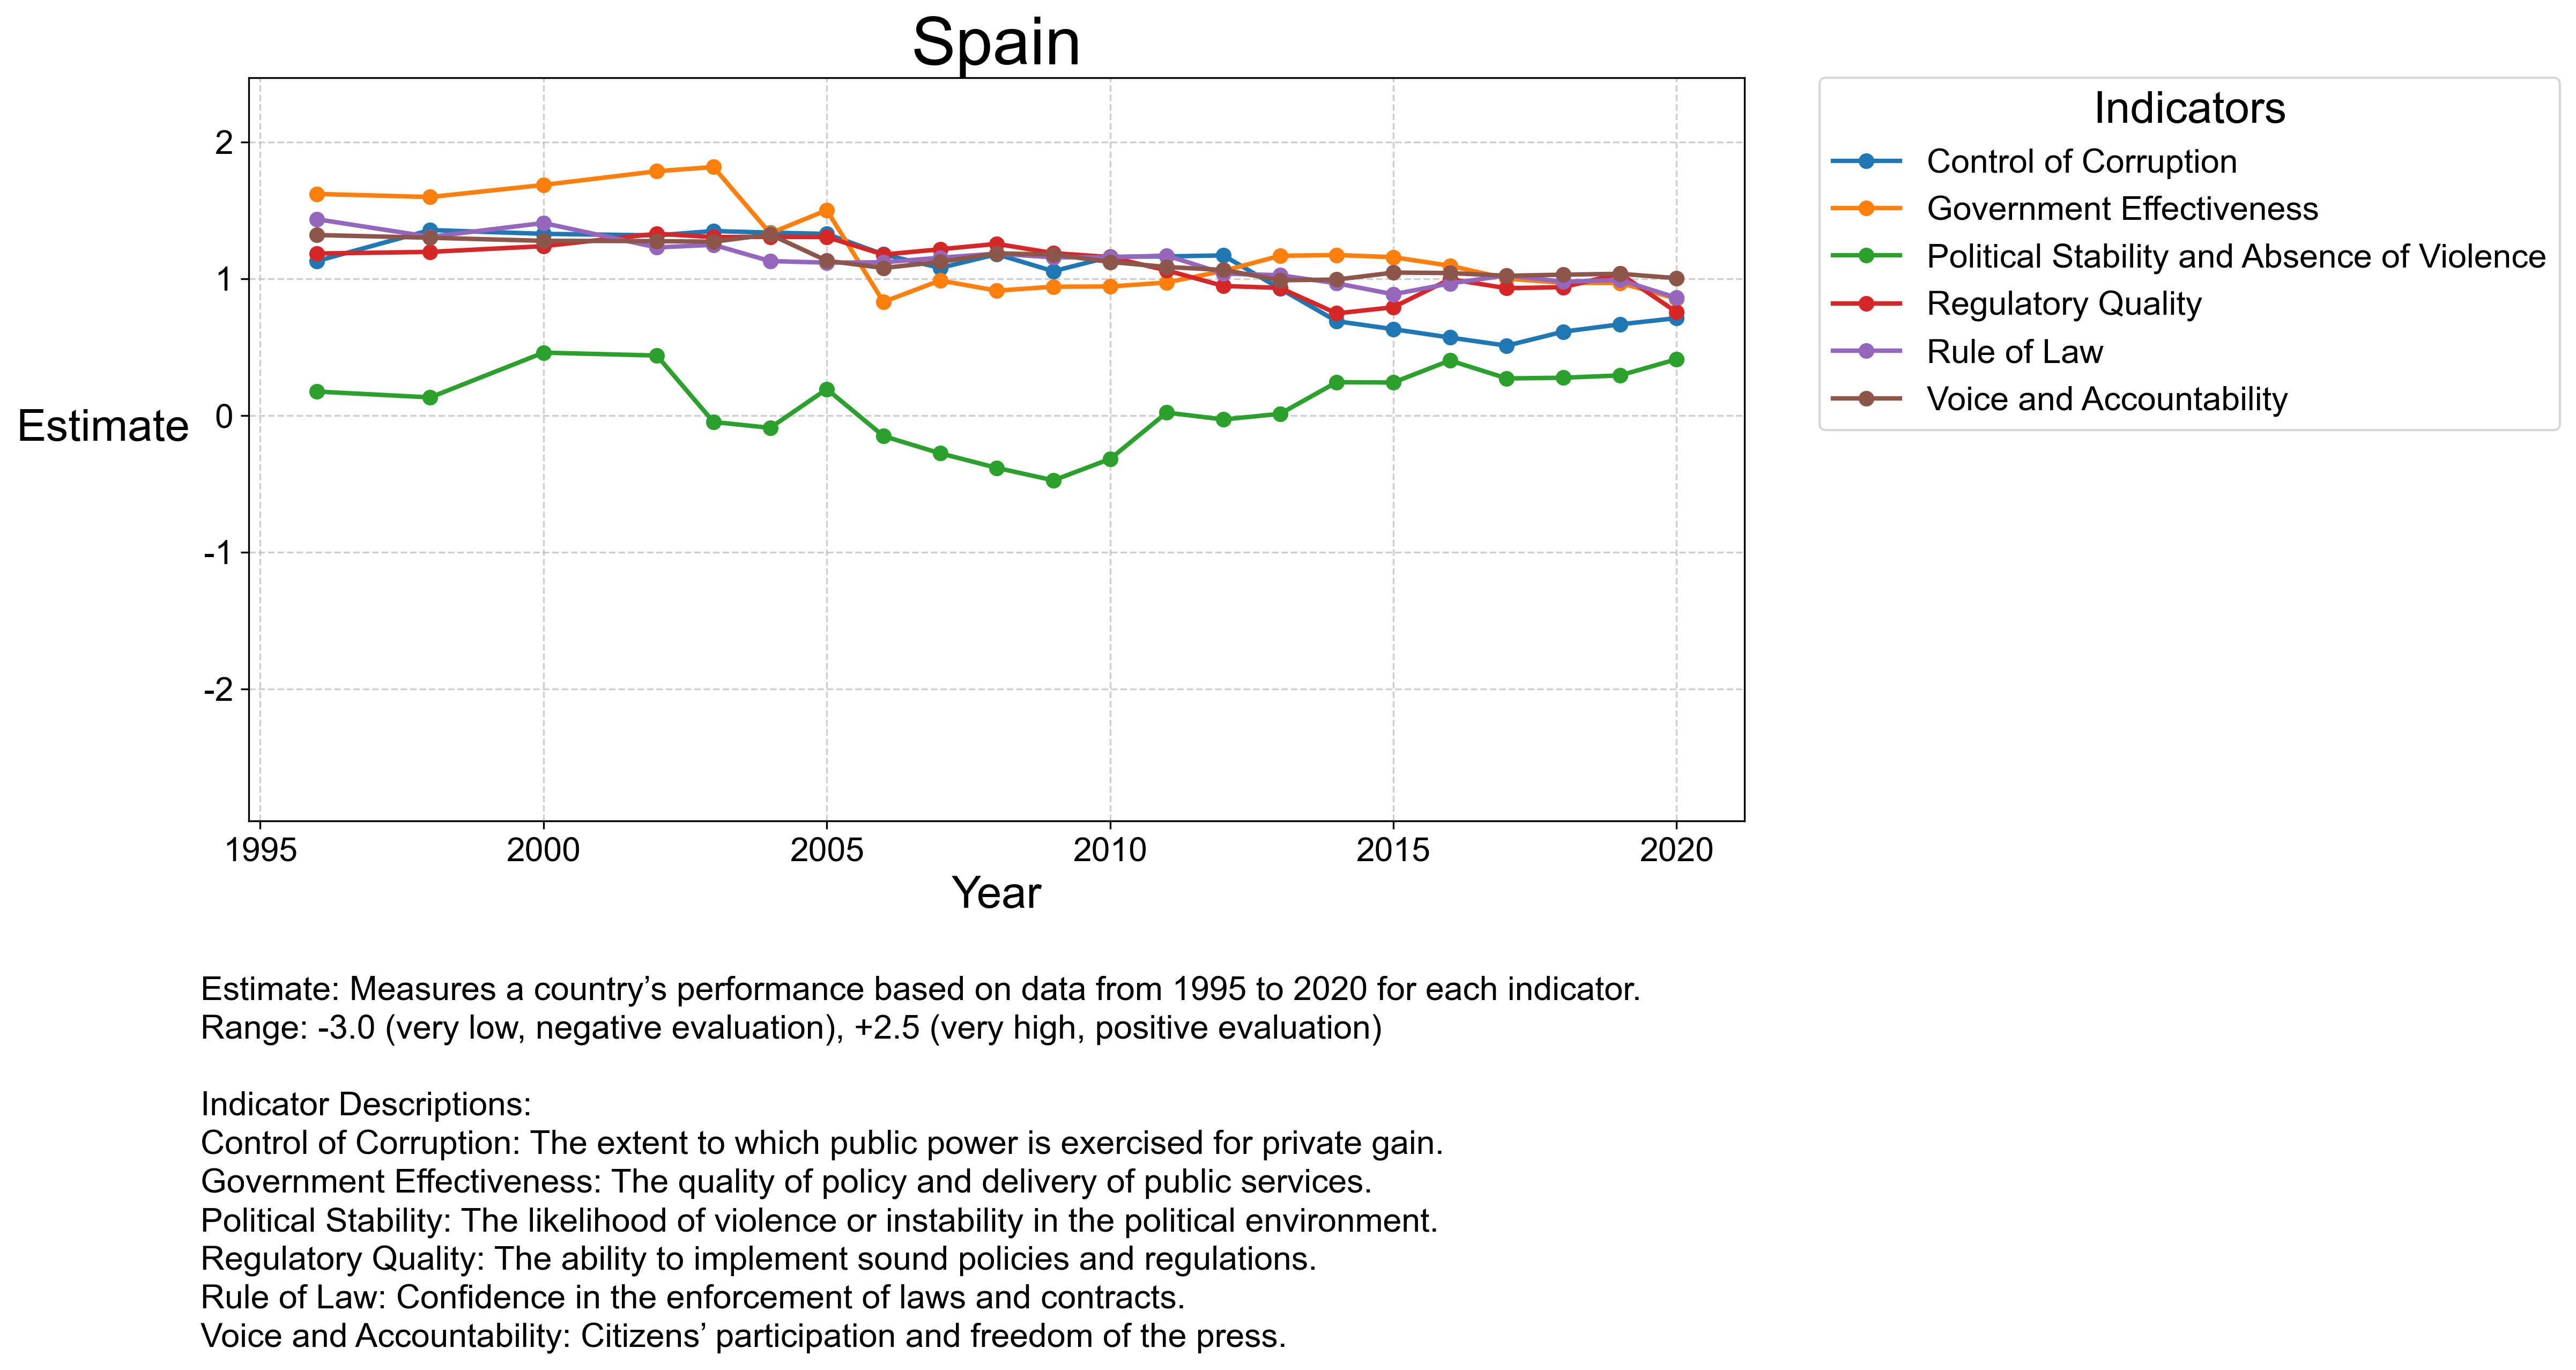 Spain
Indicators
Control of Corruption
Government Effectiveness
Political Stability and Absence of Violence
Regulatory Quality
Rule of Law
Voice and Accountability
Estimate
2
1
0
-1
-2
1995 2000 2005 2010 2015 2020
Year
Estimate: Measures a country’s performance based on data from 1995 to 2020 for each indicator.
Range: -3.0 (very low, negative evaluation), +2.5 (very high, positive evaluation)
Indicator Descriptions:
Control of Corruption: The extent to which public power is exercised for private gain.
Government Effectiveness: The quality of policy and delivery of public services.
Political Stability: The likelihood of violence or instability in the political environment.
Regulatory Quality: The ability to implement sound policies and regulations.
Rule of Law: Confidence in the enforcement of laws and contracts.
Voice and Accountability: Citizens’ participation and freedom of the press.